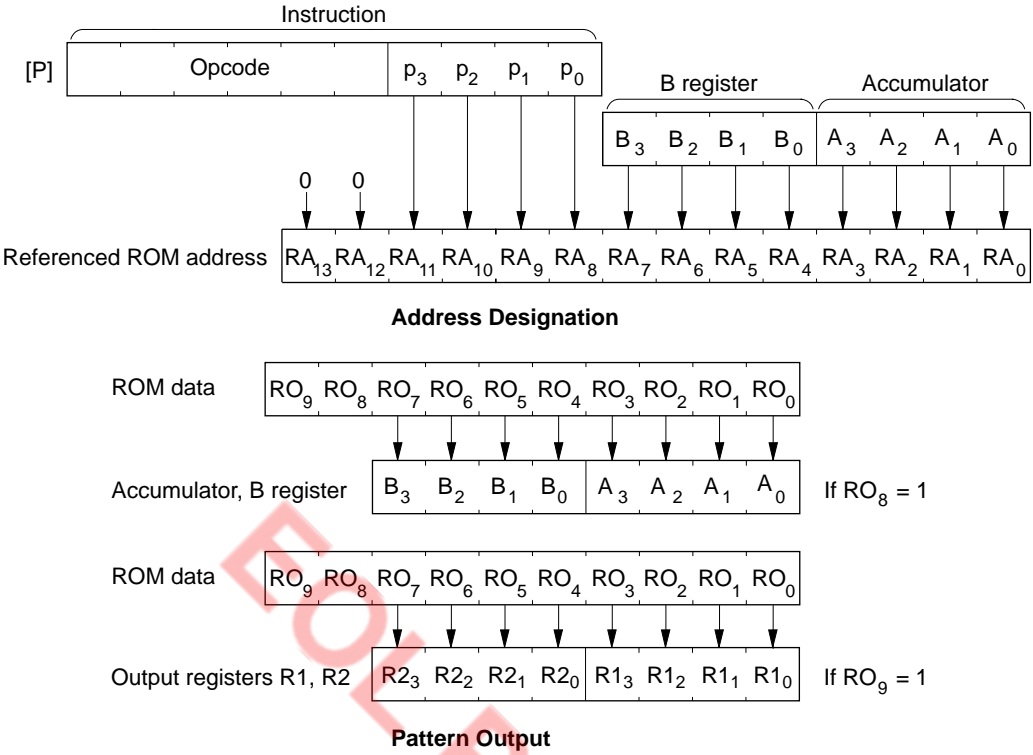 Instruction
[P] Opcode p3 p2 p1 p0
B register Accumulator
B3 B2 B1 B0 A3 A2 A1 A0
0 0
Referenced ROM address RA13 RA12 RA11 RA10 RA9 RA8 RA7 RA6 RA5 RA4 RA3 RA2 RA1 RA0
Address Designation
ROM data RO9 RO8 RO7 RO6 RO5 RO4 RO3 RO2 RO1 RO0
Accumulator, B register B3 B2 B1 B0 A3 A2 A1 A0 If RO8 = 1
ROM data RO9 RO8 RO7 RO6 RO5 RO4 RO3 RO2 RO1 RO0
Output registers R1, R2 R23 R22 R21 R20 R13 R12 R11 R10 If RO9 = 1
Pattern Output
EOL